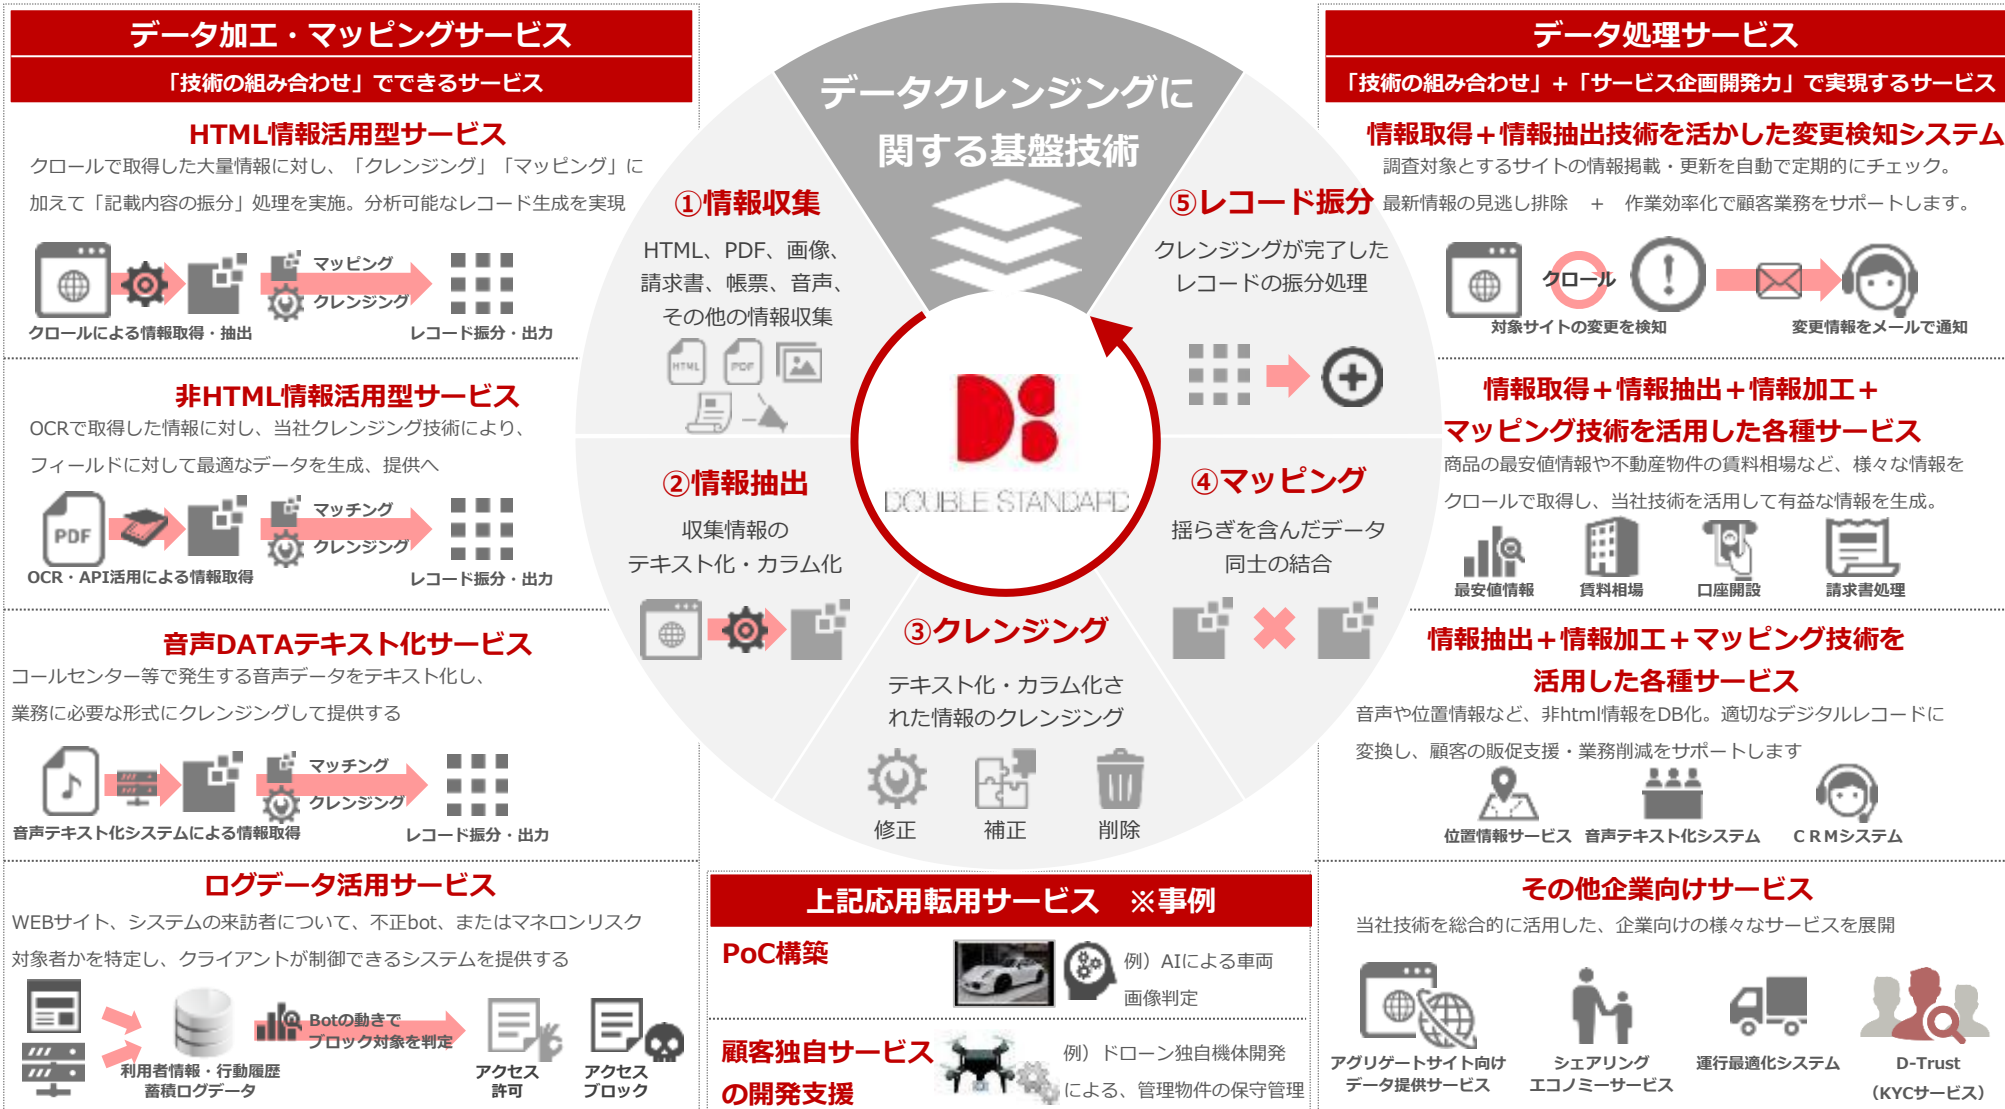 データ加工・マッピングサービス
「技術の組み合わせ」でできるサービス
HTML情報活用型サービス
クロールで取得した大量情報に対し、「クレンジング」「マッピング」に
加えて「記載内容の振分」処理を実施。分析可能なレコード生成を実現
マッピング
クレンジング
クロールによる情報取得・抽出
レコード振分・出力
非HTML情報活用型サービス
OCRで取得した情報に対し、当社クレンジング技術により、
フィールドに対して最適なデータを生成、提供へ
PDF
マッチング
クレンジング
OCR・API活用による情報取得
レコード振分・出力
音声DATAテキスト化サービス
コールセンター等で発生する音声データをテキスト化し、
業務に必要な形式にクレンジングして提供する
マッチング
クレンジング
音声テキスト化システムによる情報取得
レコード振分・出力
ログデータ活用サービス
WEBサイト、システムの来訪者について、不正bot、またはマネロンリスク
対象者かを特定し、クライアントが制御できるシステムを提供する
Botの動きで
ブロック対象を判定
利用者情報・行動履歴
蓄積ログデータ
アクセス
許可
アクセス
ブロック
データクレンジングに
関する基盤技術
①情報収集
HTML、PDF、画像、
請求書、帳票、音声、
その他の情報収集
HTML
PDF
②情報抽出
収集情報の
テキスト化・カラム化
③クレンジング
テキスト化・カラム化さ
れた情報のクレンジング
修正
補正
削除
④マッピング
揺らぎを含んだデータ
同士の結合
⑤レコード振分
クレンジングが完了した
レコードの振分処理
DOUBLE STANDARD
上記応用転用サービス　※事例
PoC構築
例）AIによる車両
画像判定
顧客独自サービス
の開発支援
例）ドローン独自機体開発
による、管理物件の保守管理
データ処理サービス
「技術の組み合わせ」+「サービス企画開発力」で実現するサービス
情報取得＋情報抽出技術を活かした変更検知システム
調査対象とするサイトの情報掲載・更新を自動で定期的にチェック。
最新情報の見逃し排除　+　作業効率化で顧客業務をサポートします。
クロール
対象サイトの変更を検知
変更情報をメールで通知
情報取得＋情報抽出＋情報加工＋
マッピング技術を活用した各種サービス
商品の最安値情報や不動産物件の賃料相場など、様々な情報を
クロールで取得し、当社技術を活用して有益な情報を生成。
最安値情報
賃料相場
口座開設
請求書処理
情報抽出＋情報加工＋マッピング技術を
活用した各種サービス
音声や位置情報など、非html情報をDB化。適切なデジタルレコードに
変換し、顧客の販促支援・業務削減をサポートします
位置情報サービス
音声テキスト化システム
ＣＲＭシステム
その他企業向けサービス
当社技術を総合的に活用した、企業向けの様々なサービスを展開
アグリゲートサイト向け
データ提供サービス
シェアリング
エコノミーサービス
運行最適化システム
D-Trust
（KYCサービス）